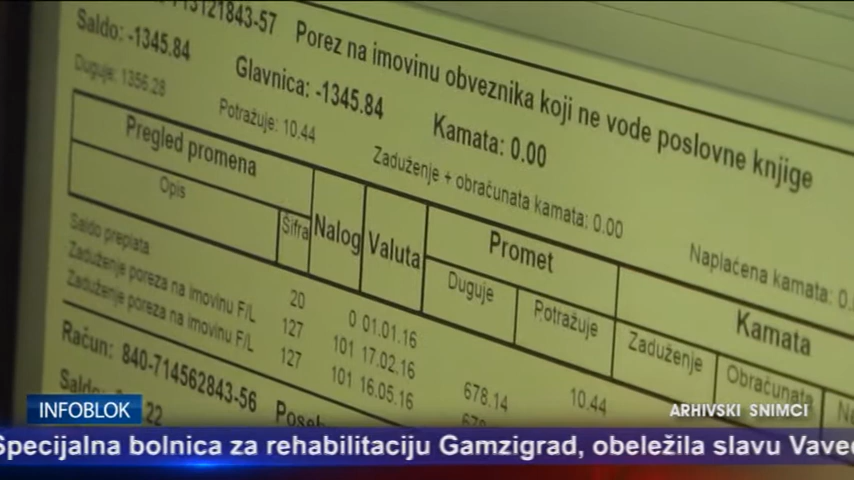 713121843-57 Porez na imovinu obveznika koji ne vode poslovne knjige
Saldo: -1345.84 Glavnica: -1345.84 Kamata: 0.00
Duguje: 1356.28 Potražuje: 10.44 Zaduženje + obračunata kamata: 0.00 Naplaćena kamata: 0.
Pregled promena Nalog Valuta Promet Kamata
Opis Šifra Duguje Potražuje Zaduženje Obračunata
Saldo preplata 20 0 01.01.16 10.44
Zaduženje poreza na imovinu F/L 127 101 17.02.16 678.14
Zaduženje poreza na imovinu F/L 127 101 16.05.16
Račun: 840-714562843-56
INFOBLOK
ARHIVSKI SNIMCI
Specijalna bolnica za rehabilitaciju Gamzigrad, obeležila slavu